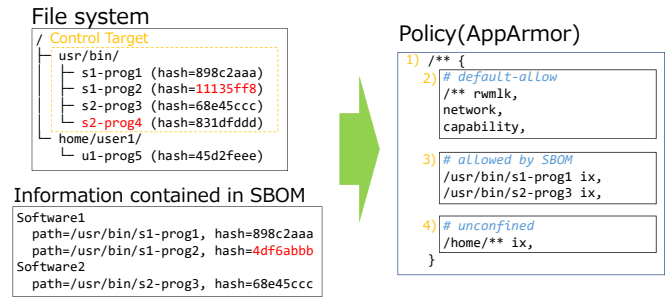 File system
/ Control Target
├─ usr/bin/
├─ s1-prog1 (hash=898c2aaa)
├─ s1-prog2 (hash=11135ff8)
├─ s2-prog3 (hash=68e45ccc)
└─ s2-prog4 (hash=831dfddd)
└─ home/user1/
└─ u1-prog5 (hash=45d2feee)
Information contained in SBOM
Software1
path=/usr/bin/s1-prog1, hash=898c2aaa
path=/usr/bin/s1-prog2, hash=4df6abbb
Software2
path=/usr/bin/s2-prog3, hash=68e45ccc
Policy(AppArmor)
1) /** {
2) # default-allow
/** rwmlk,
network,
capability,
3) # allowed by SBOM
/usr/bin/s1-prog1 ix,
/usr/bin/s2-prog3 ix,
4) # unconfined
/home/** ix,
}